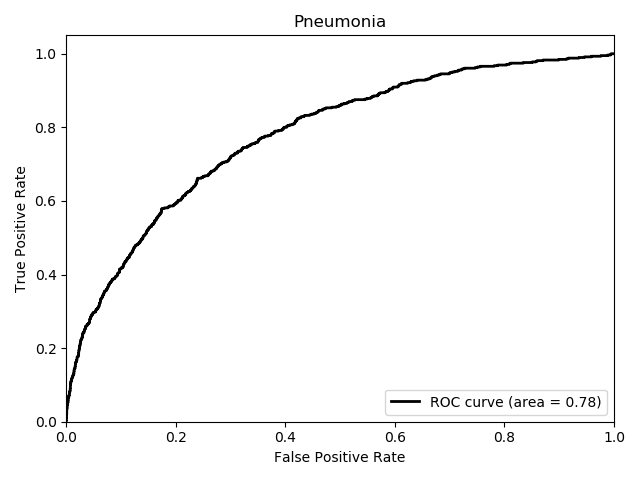 Pneumonia
1.0
0.8
0.6
0.4
0.2
0.0
True Positive Rate
ROC curve (area = 0.78)
0.0 0.2 0.4 0.6 0.8 1.0
False Positive Rate